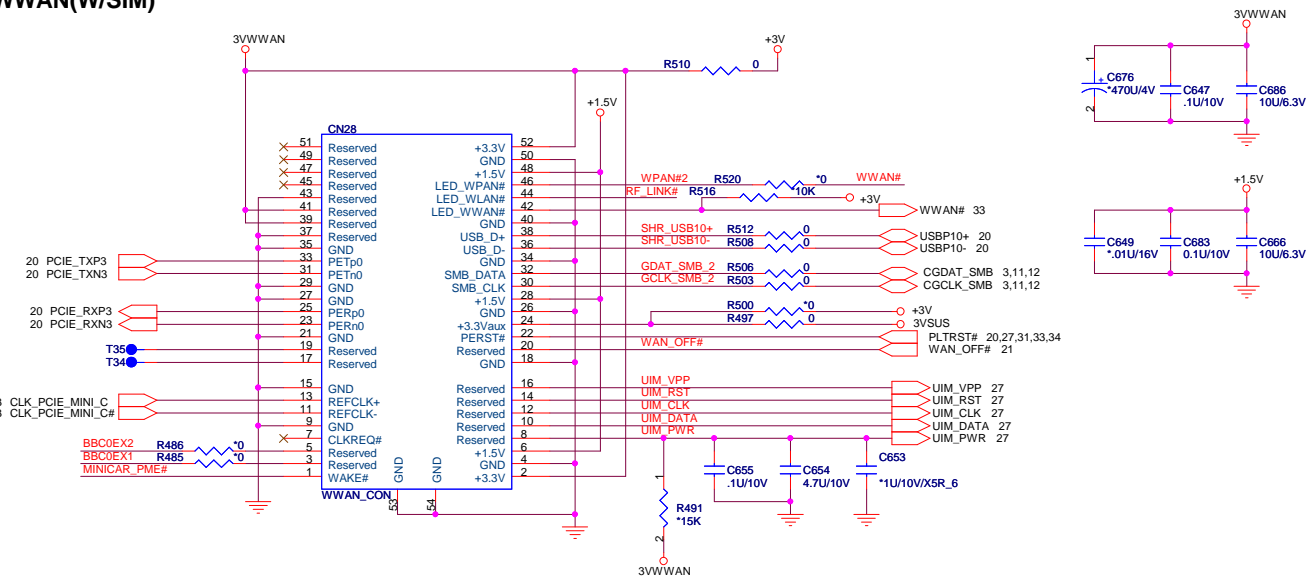 WWAN(W/SIM)
3VWWAN
+3V
R510 0
+1.5V
CN28
51 Reserved +3.3V 52
49 Reserved GND 50
47 Reserved +1.5V 48
45 Reserved LED_WPAN# 46 WPAN#2 R520 *0 WWAN#
43 Reserved LED_WLAN# 44 RF_LINK# R516 *10K +3V
41 Reserved LED_WWAN# 42 WWAN# 33
39 Reserved GND 40
37 Reserved USB_D+ 38 SHR_USB10+ R512 0 USBP10+ 20
35 GND USB_D- 36 SHR_USB10- R508 0 USBP10- 20
20 PCIE_TXP3 33 PETp0 GND 34
20 PCIE_TXN3 31 PETn0 SMB_DATA 32 GDAT_SMB_2 R506 0 CGDAT_SMB 3,11,12
29 GND SMB_CLK 30 GCLK_SMB_2 R503 0 CGCLK_SMB 3,11,12
27 GND +1.5V 28
20 PCIE_RXP3 25 PERp0 GND 26 R500 *0 +3V
20 PCIE_RXN3 23 PERn0 +3.3Vaux 24 R497 0 3VSUS
21 GND PERST# 22 PLTRST# 20,27,31,33,34
T35 19 Reserved Reserved 20 WAN_OFF# WAN_OFF# 21
T34 17 Reserved GND 18
15 GND Reserved 16 UIM_VPP UIM_VPP 27
CLK_PCIE_MINI_C 13 REFCLK+ Reserved 14 UIM_RST UIM_RST 27
CLK_PCIE_MINI_C# 11 REFCLK- Reserved 12 UIM_CLK UIM_CLK 27
9 GND Reserved 10 UIM_DATA UIM_DATA 27
7 CLKREQ# Reserved 8 UIM_PWR UIM_PWR 27
BBC0EX2 R486 *0 5 Reserved +1.5V 6
BBC0EX1 R485 *0 3 Reserved GND 4
MINICAR_PME# 1 WAKE# +3.3V 2
GND GND
WWAN_CON
53 54
C655
.1U/10V
C654
4.7U/10V
C653
*1U/10V/X5R_6
1
R491
*15K
2
3VWWAN
3VWWAN
1
+
C676
*470U/4V
2
C647
.1U/10V
C686
10U/6.3V
+1.5V
C649
*.01U/16V
C683
0.1U/10V
C666
10U/6.3V